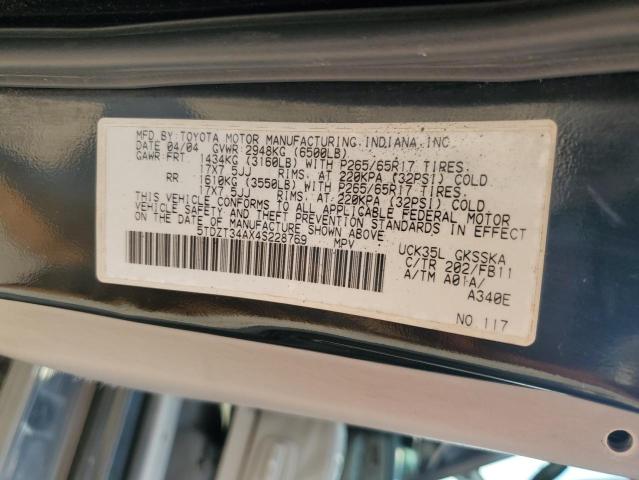 MFD.BY:TOYOTA MOTOR MANUFACTURING,INDIANA,INC
DATE 04/04 GVWR 2948KG (6500LB)
GAWR:FRT 1434KG (3160LB) WITH P265/65R17 TIRES,
17X7.5JJ RIMS, AT 220KPA (32PSI) COLD
RR 1610KG (3550LB) WITH P265/65R17 TIRES,
17X7.5JJ RIMS, AT 220KPA (32PSI) COLD
THIS VEHICLE CONFORMS TO ALL APPLICABLE FEDERAL MOTOR
VEHICLE SAFETY AND THEFT PREVENTION STANDARDS IN EFFECT
ON THE DATE OF MANUFACTURE SHOWN ABOVE.
5TDZT34AX4S228769 MPV
UCK35L GKSSKA
C/TR 202/FB11
A/TM A01A/
A340E
NO.117